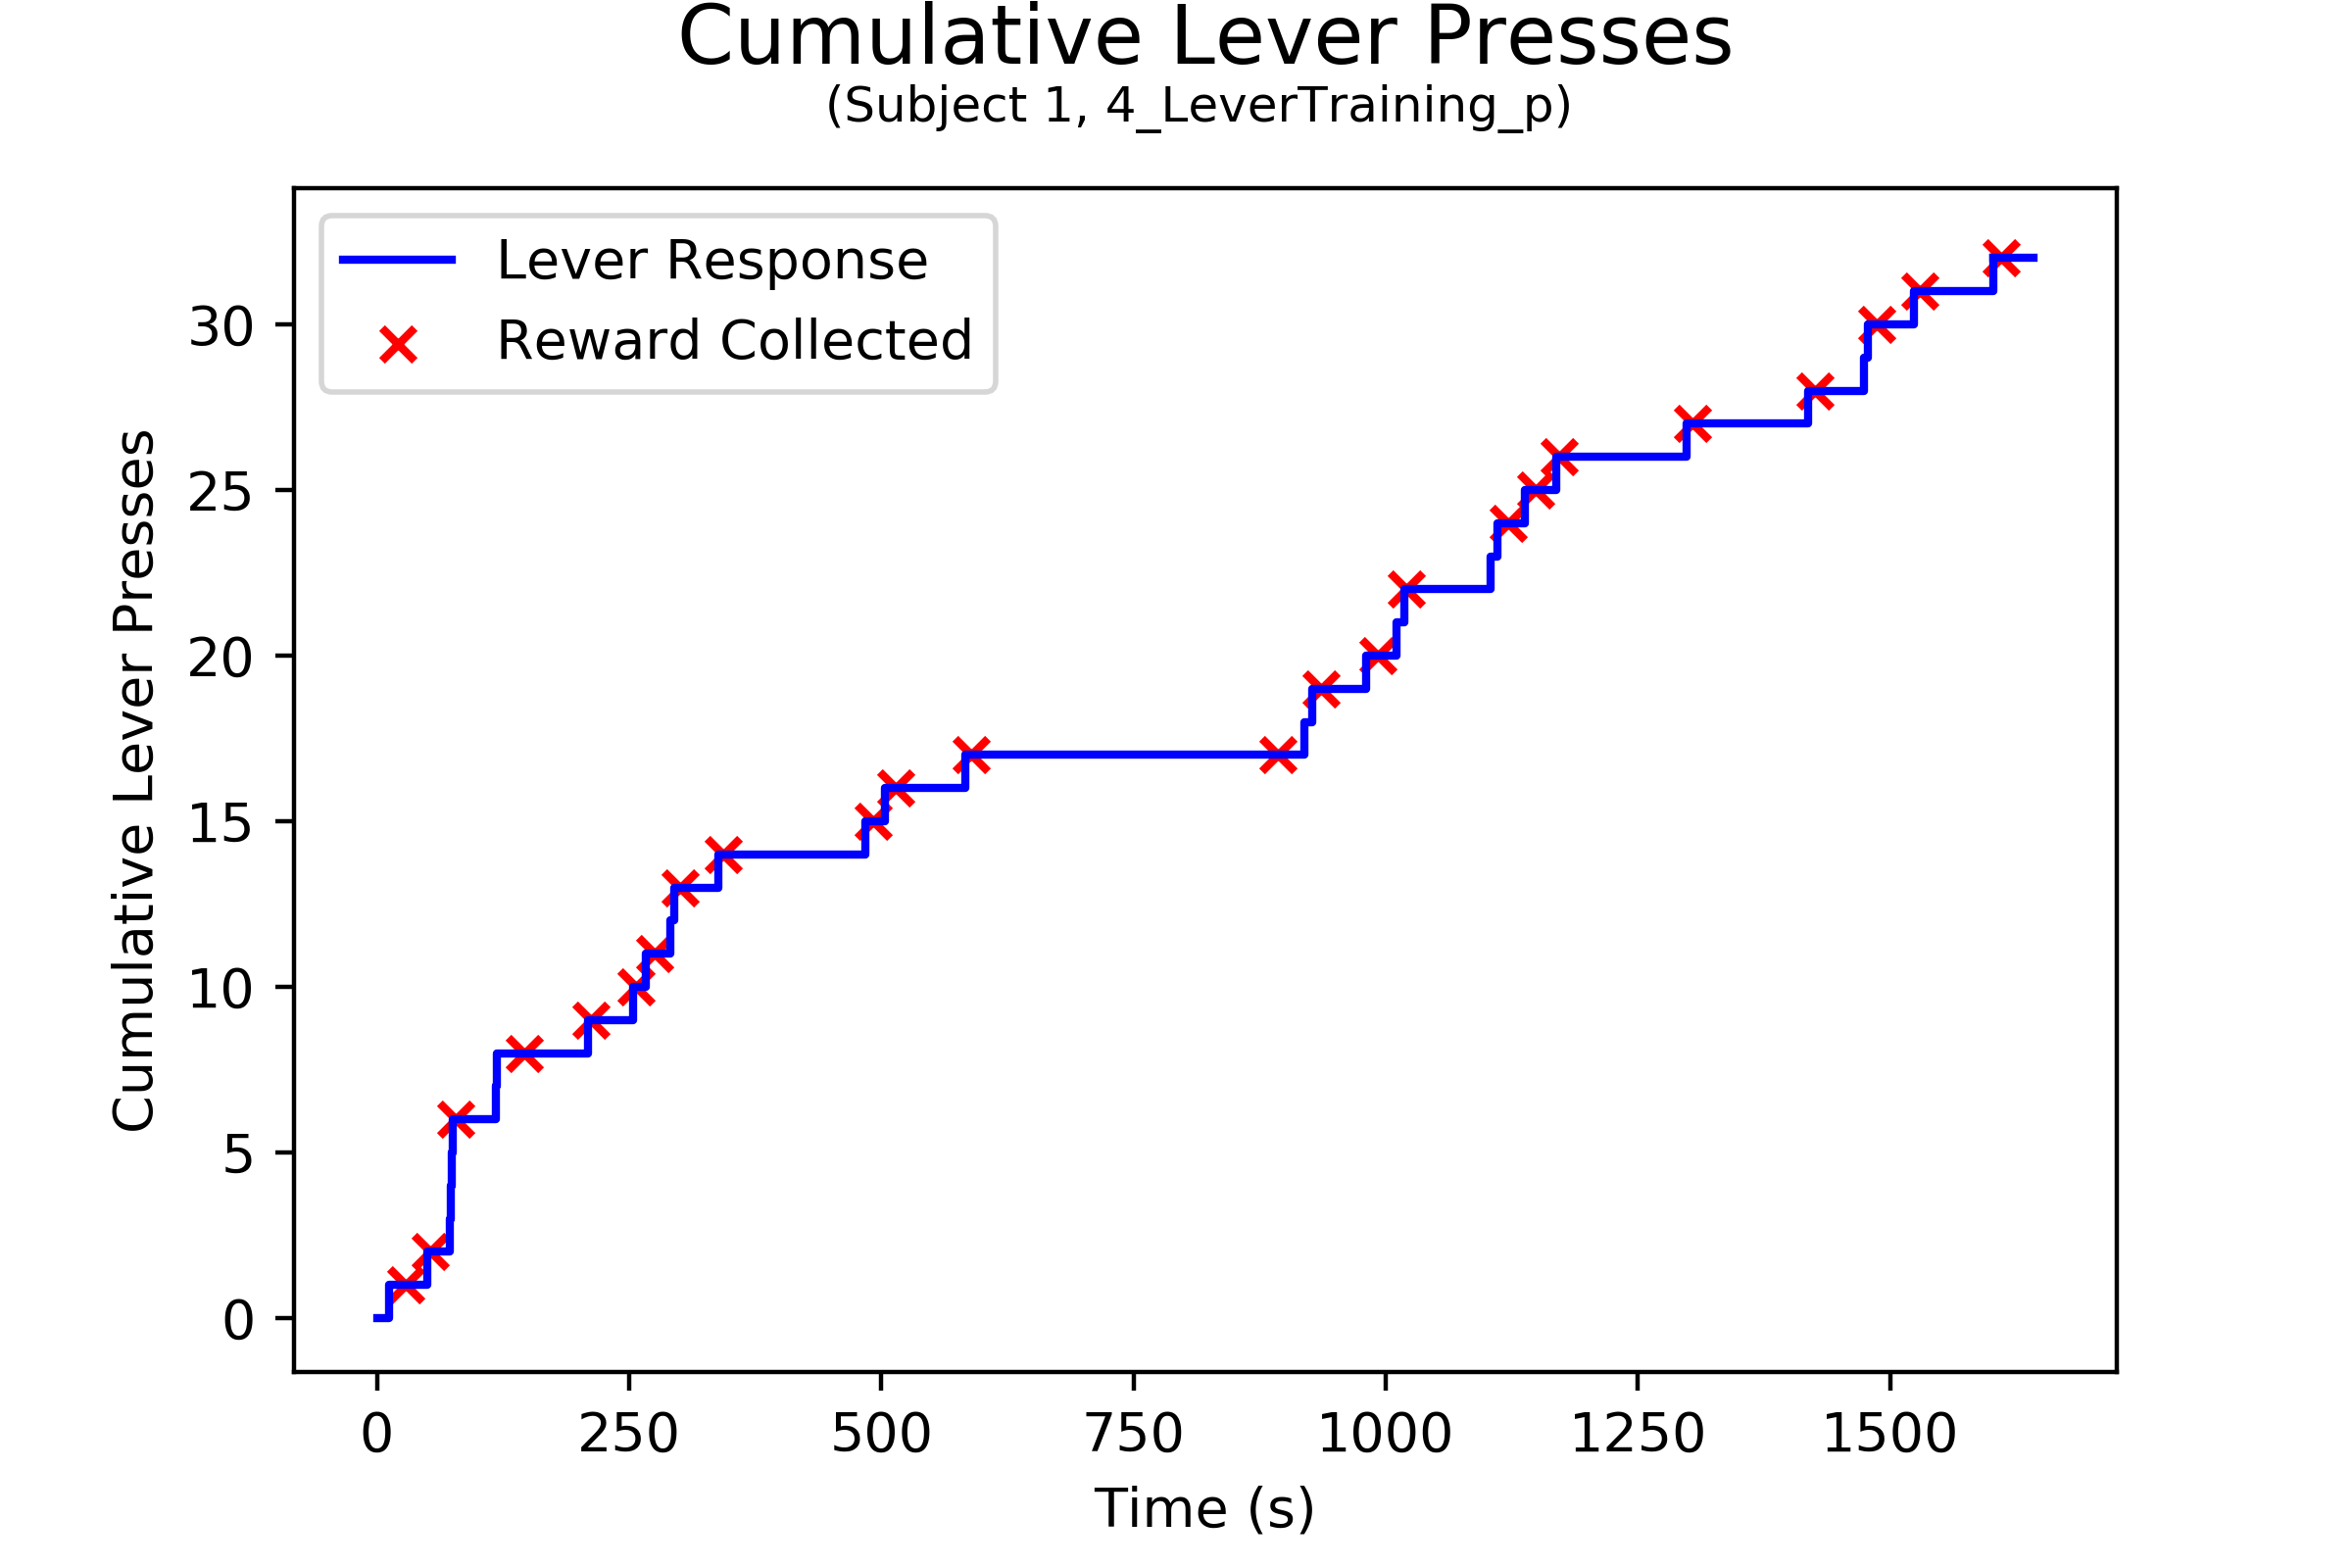 Cumulative Lever Presses
(Subject 1, 4_LeverTraining_p)
Lever Response
Reward Collected
Cumulative Lever Presses
30
25
20
15
10
5
0
0 250 500 750 1000 1250 1500
Time (s)